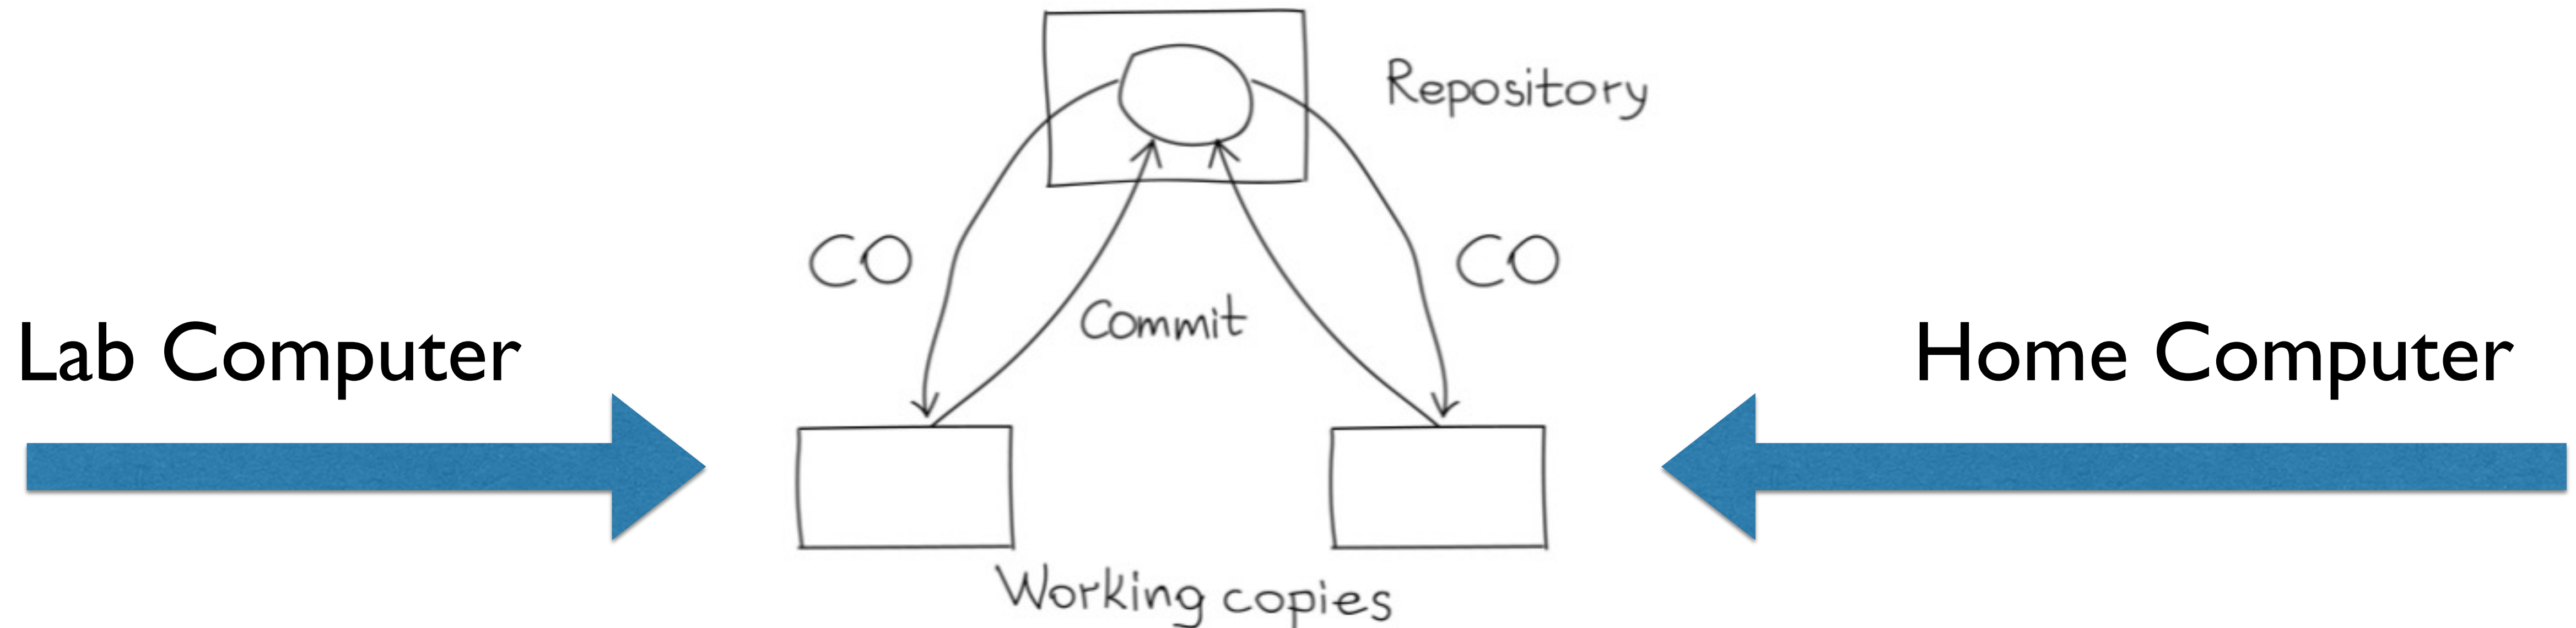 Repository
CO
CO
Commit
Lab Computer
Home Computer
Working copies